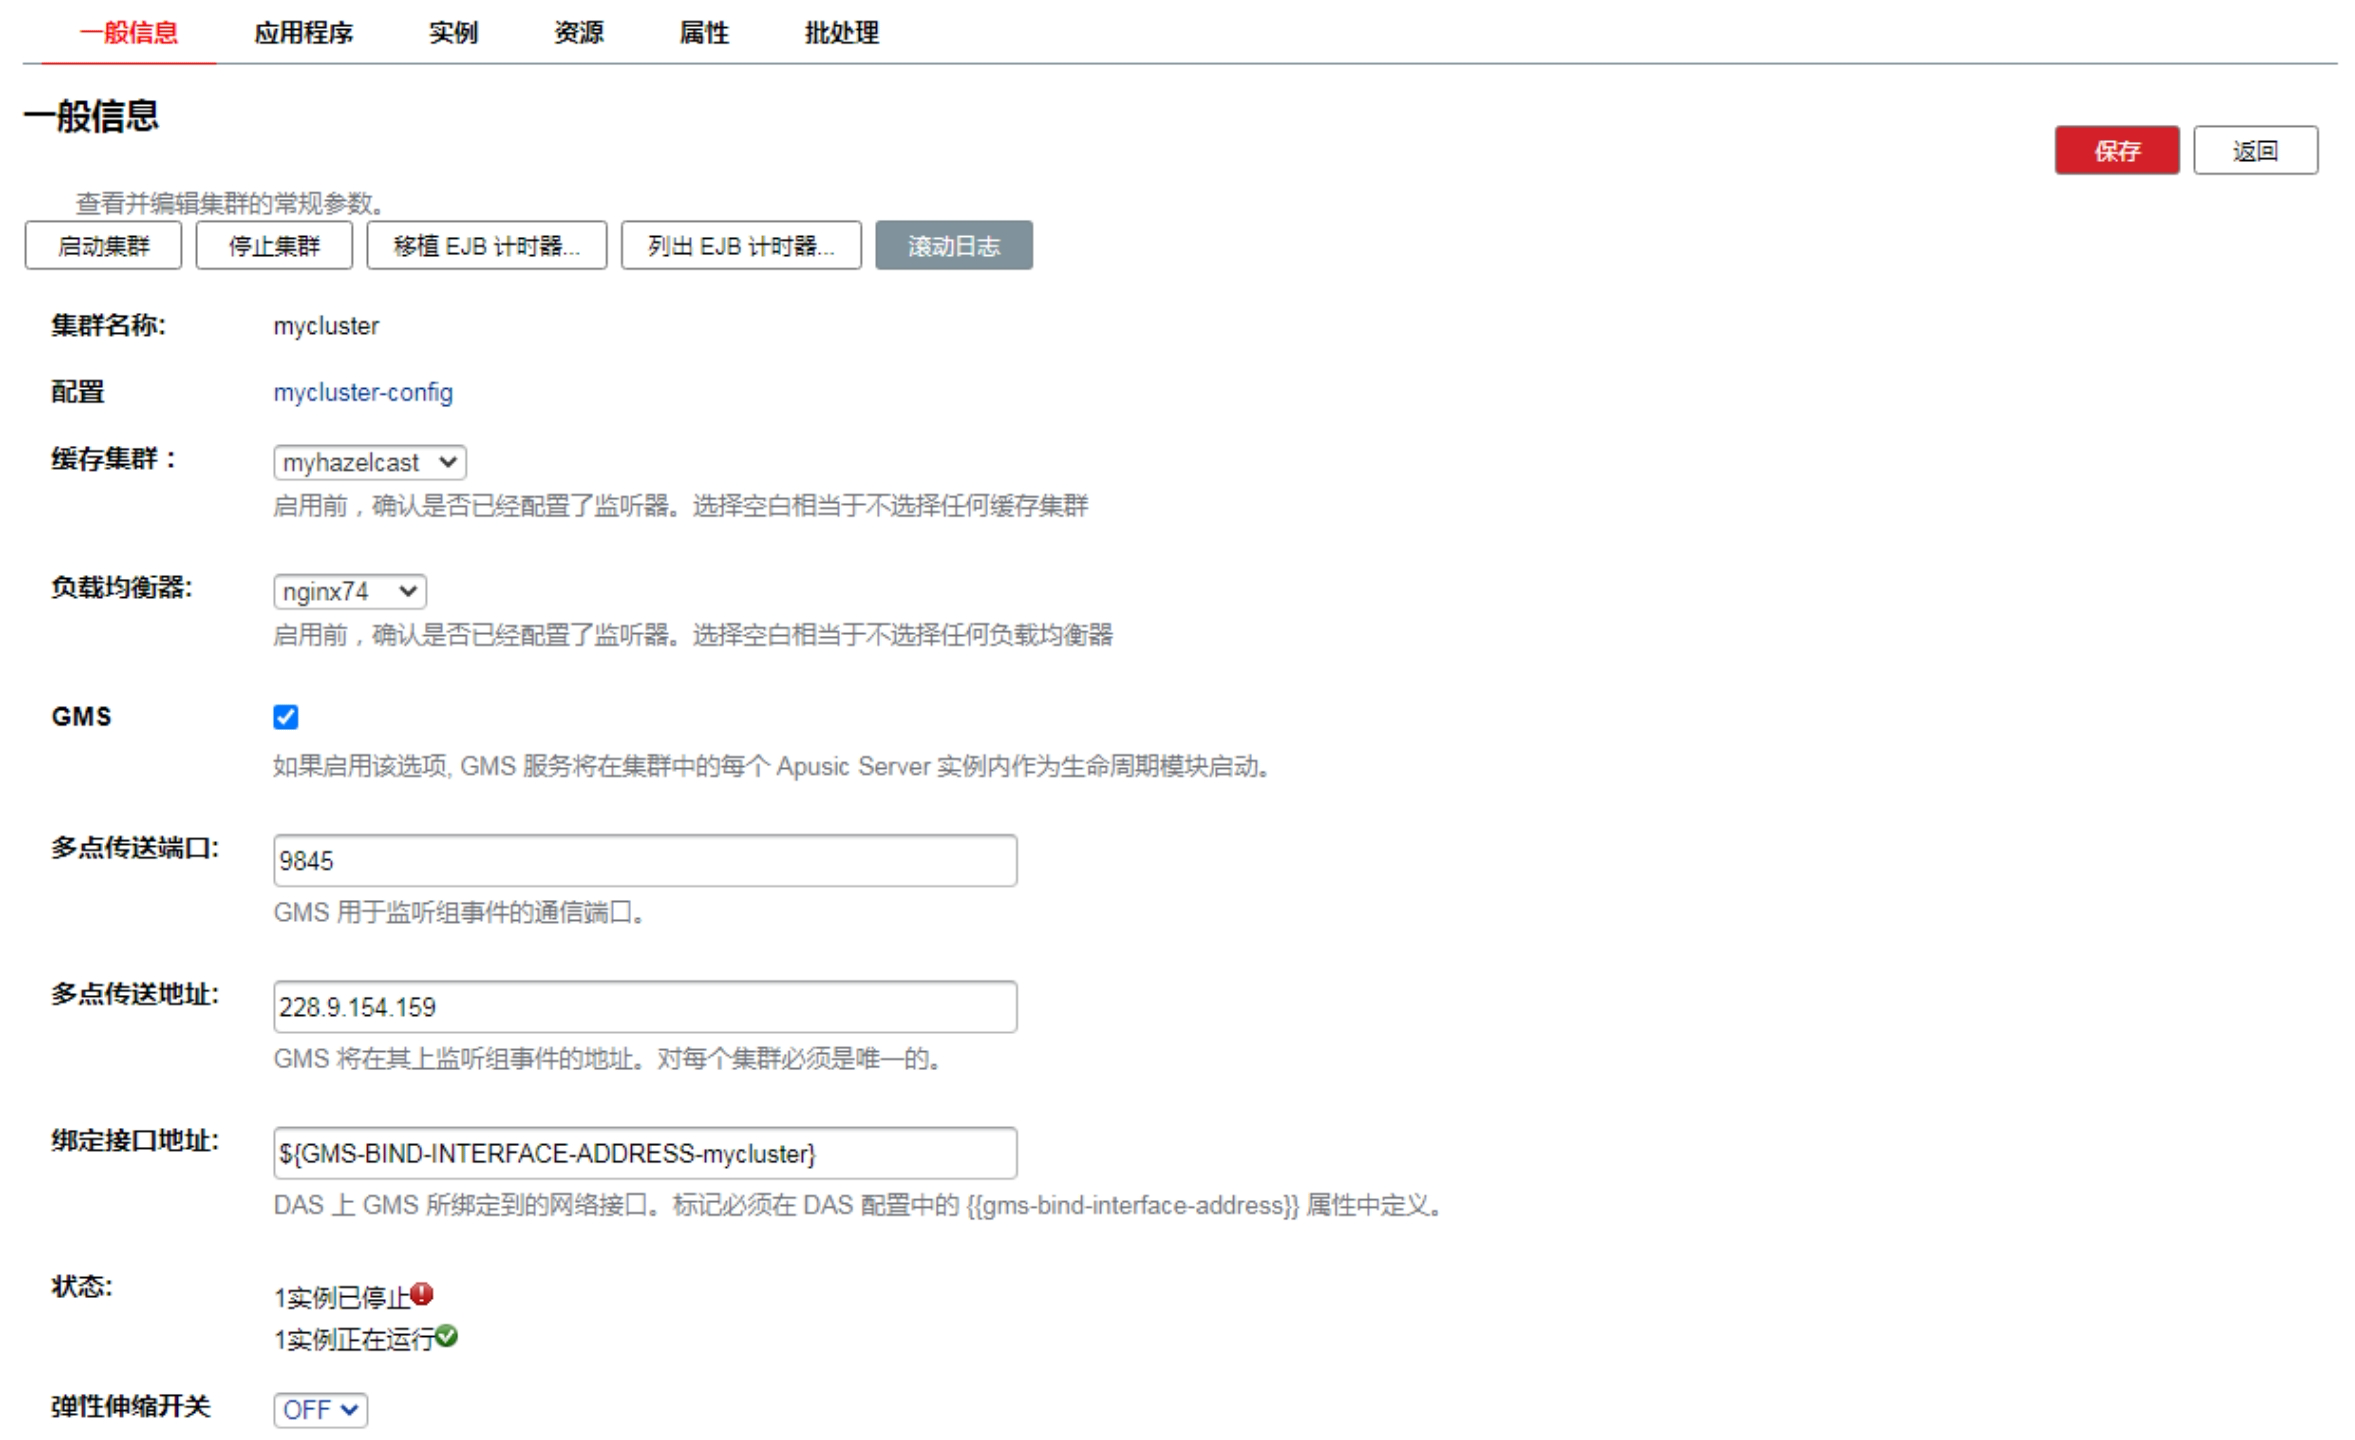 一般信息 应用程序 实例 资源 属性 批处理
一般信息
保存 返回
查看并编辑集群的常规参数。
启动集群 停止集群 移植 EJB 计时器... 列出 EJB 计时器... 滚动日志
集群名称: mycluster
配置 mycluster-config
缓存集群： myhazelcast
启用前，确认是否已经配置了监听器。选择空白相当于不选择任何缓存集群
负载均衡器: nginx74
启用前，确认是否已经配置了监听器。选择空白相当于不选择任何负载均衡器
GMS
如果启用该选项, GMS 服务将在集群中的每个 Apusic Server 实例内作为生命周期模块启动。
多点传送端口: 9845
GMS 用于监听组事件的通信端口。
多点传送地址: 228.9.154.159
GMS 将在其上监听组事件的地址。对每个集群必须是唯一的。
绑定接口地址: ${GMS-BIND-INTERFACE-ADDRESS-mycluster}
DAS 上 GMS 所绑定到的网络接口。标记必须在 DAS 配置中的 {{gms-bind-interface-address}} 属性中定义。
状态: 1实例已停止
1实例正在运行
弹性伸缩开关 OFF